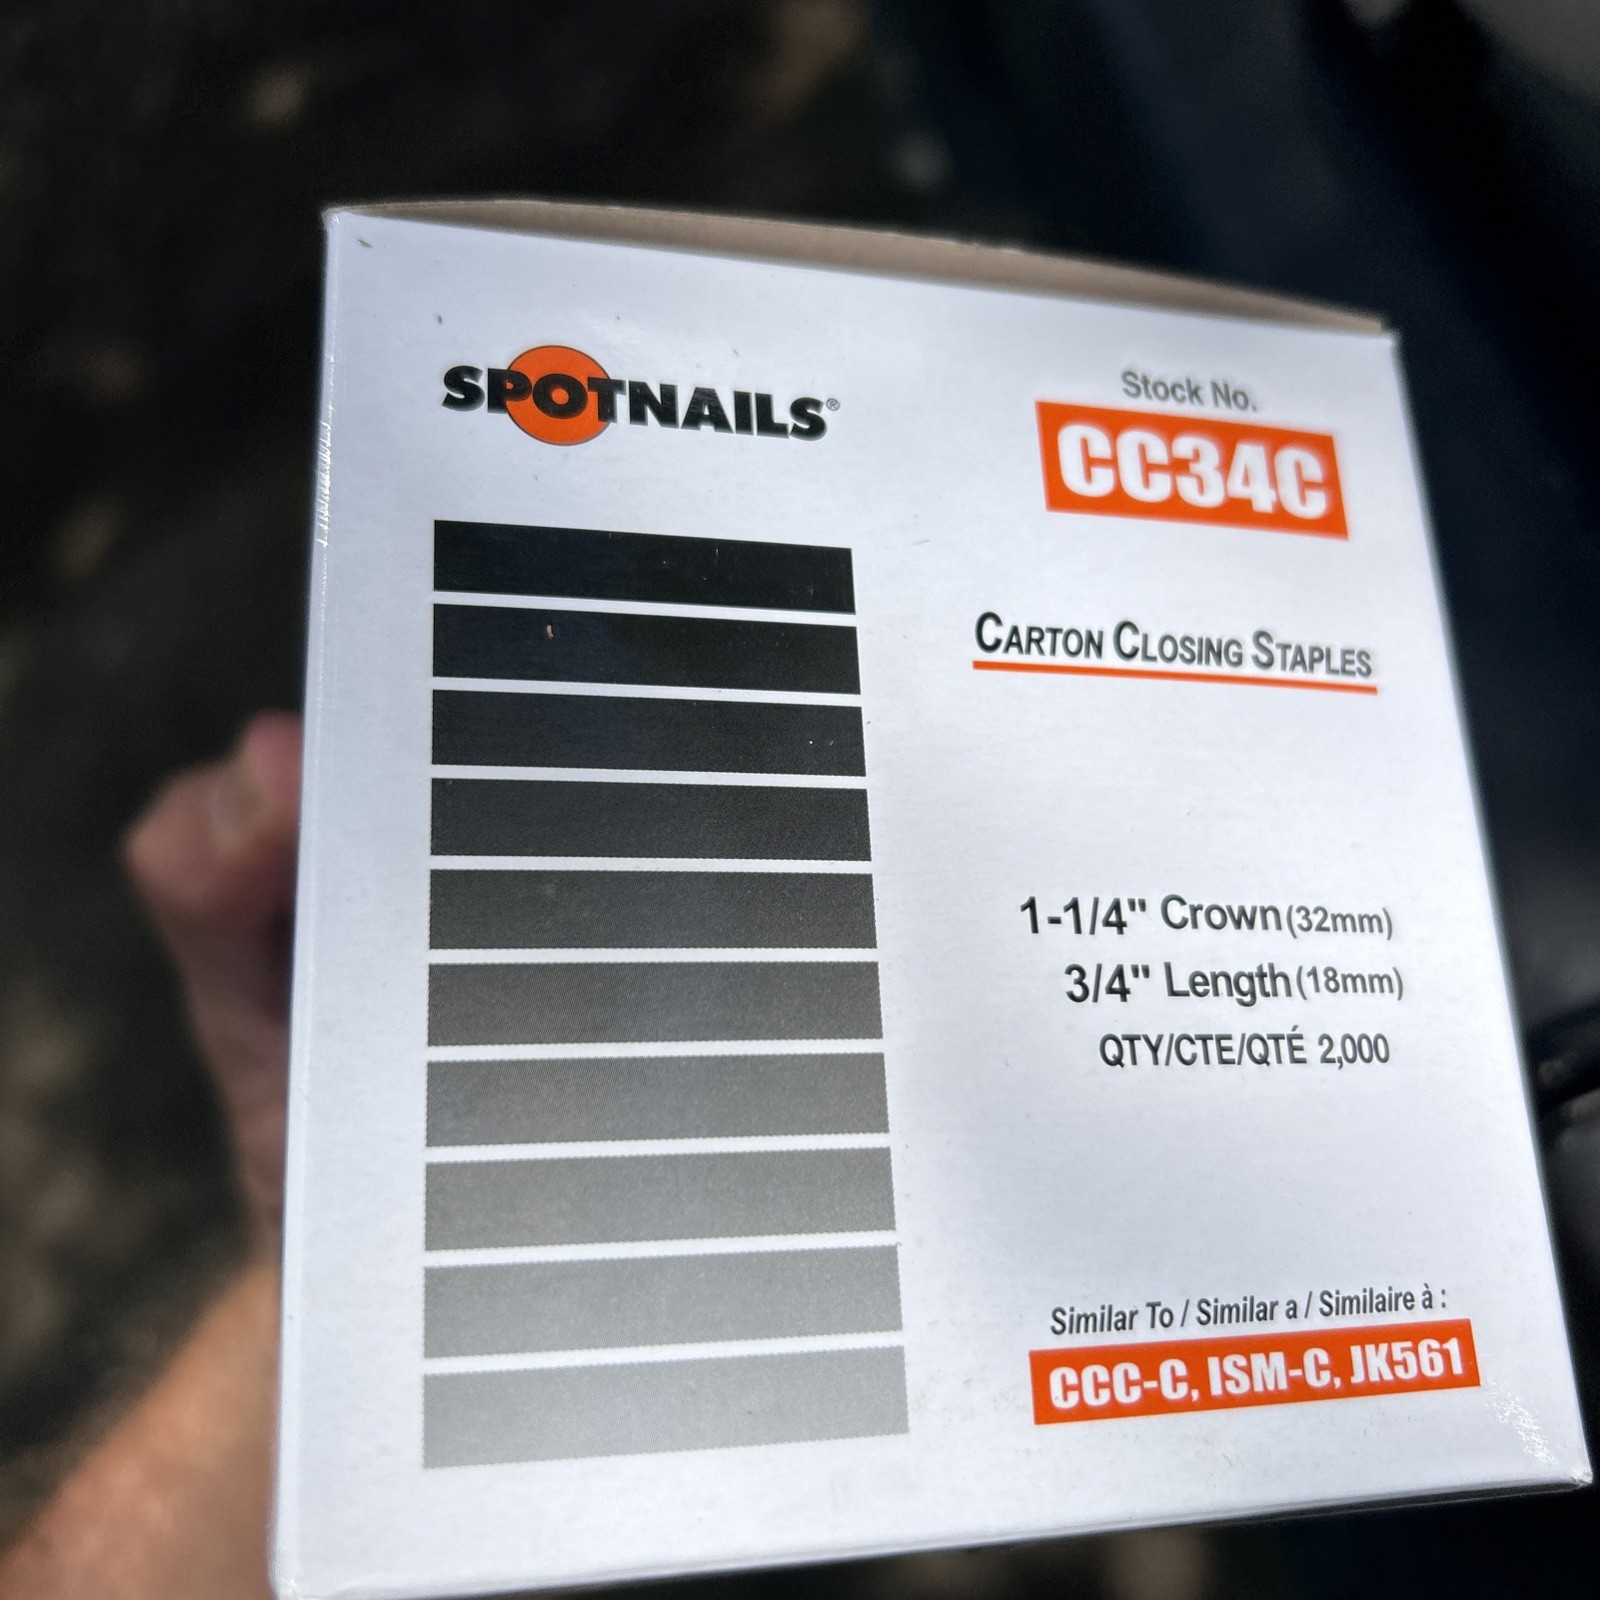 SPOTNAILS®
Stock No.
CC34C
CARTON CLOSING STAPLES
1-1/4" Crown (32mm)
3/4" Length (18mm)
QTY/CTE/QTÉ 2,000
Similar To / Similar a / Similaire à :
CCC-C, ISM-C, JK561